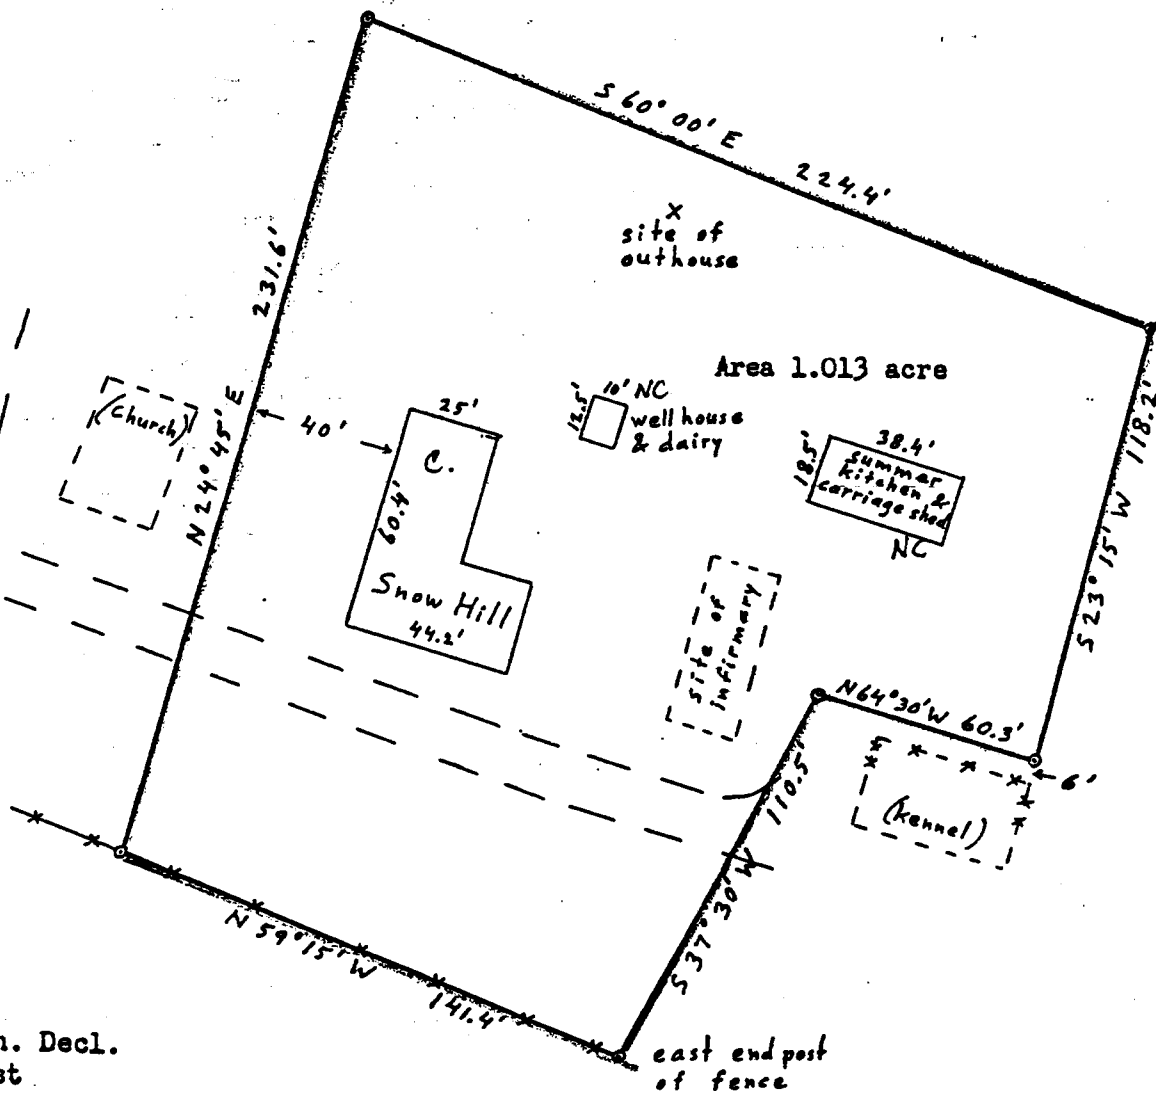 S 60° 00' E 224.4'
x
site of
outhouse
231.6'
N 24° 45' E
Area 1.013 acre
(Church)
40'
25'
C.
60.4'
Snow Hill
44.2'
10' NC
12.5'
well house
& dairy
38.4'
18.5'
summer
kitchen &
carriage shed
NC
118.2'
S 23° 15' W
site of
infirmary
N 64° 30' W 60.3'
6'
(kennel)
110.5'
S 37° 30' W
N 59° 15' W
141.4'
east end post
of fence
Decl.